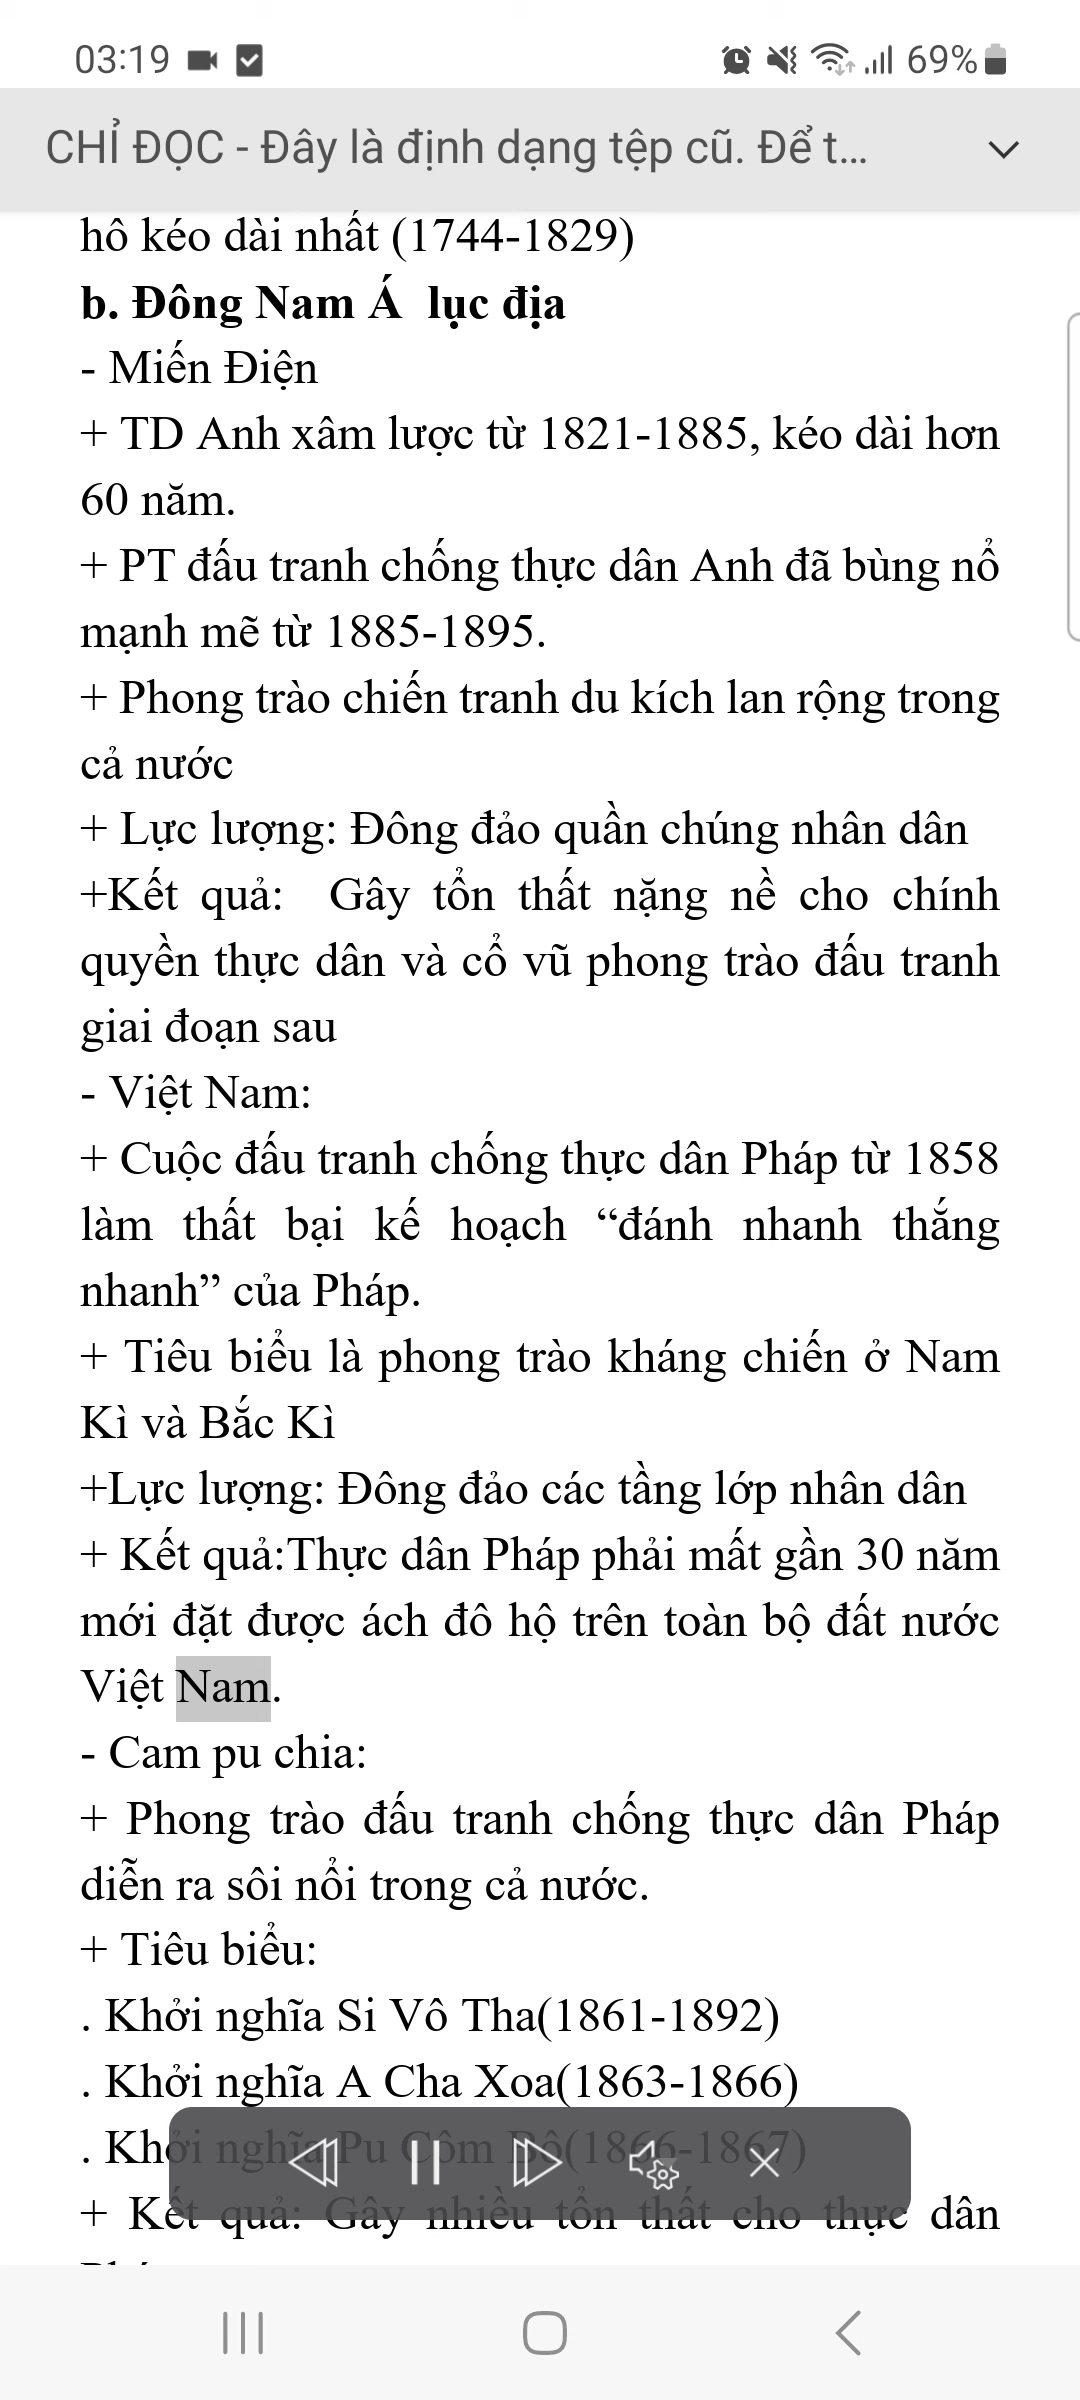 03:19
69%
CHỈ ĐỌC - Đây là định dạng tệp cũ. Để t...
hô kéo dài nhất (1744-1829)
b. Đông Nam Á lục địa
- Miến Điện
+ TD Anh xâm lược từ 1821-1885, kéo dài hơn
60 năm.
+ PT đấu tranh chống thực dân Anh đã bùng nổ
mạnh mẽ từ 1885-1895.
+ Phong trào chiến tranh du kích lan rộng trong
cả nước
+ Lực lượng: Đông đảo quần chúng nhân dân
+Kết quả: Gây tổn thất nặng nề cho chính
quyền thực dân và cổ vũ phong trào đấu tranh
giai đoạn sau
- Việt Nam:
+ Cuộc đấu tranh chống thực dân Pháp từ 1858
làm thất bại kế hoạch “đánh nhanh thắng
nhanh” của Pháp.
+ Tiêu biểu là phong trào kháng chiến ở Nam
Kì và Bắc Kì
+Lực lượng: Đông đảo các tầng lớp nhân dân
+ Kết quả:Thực dân Pháp phải mất gần 30 năm
mới đặt được ách đô hộ trên toàn bộ đất nước
Việt Nam.
- Cam pu chia:
+ Phong trào đấu tranh chống thực dân Pháp
diễn ra sôi nổi trong cả nước.
+ Tiêu biểu:
. Khởi nghĩa Si Vô Tha(1861-1892)
. Khởi nghĩa A Cha Xoa(1863-1866)
. Khởi nghĩa Pu Côm Bô(1866-1867)
+ Kết quả: Gây nhiều tổn thất cho thực dân